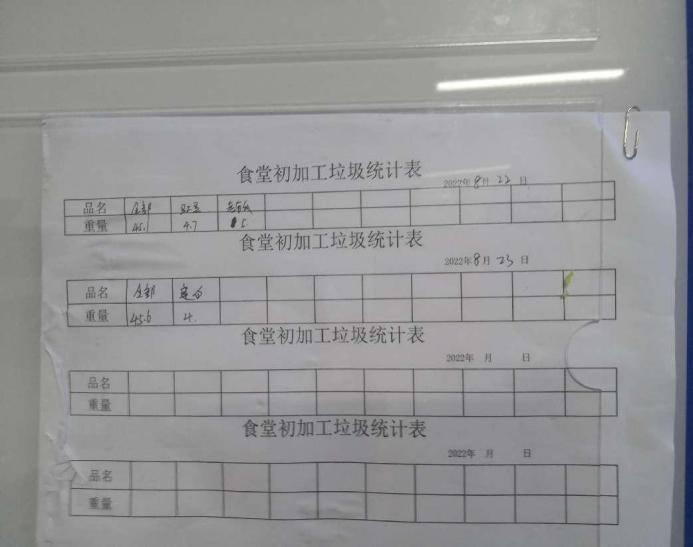 食堂初加工垃圾统计表
2022年8月22日
品名 全部
重量 45.1 4.7 5.
食堂初加工垃圾统计表
2022年8月23日
品名 全部
重量 45.6 4.
食堂初加工垃圾统计表
2022年 月 日
品名
重量
食堂初加工垃圾统计表
2022年 月 日
品名
重量